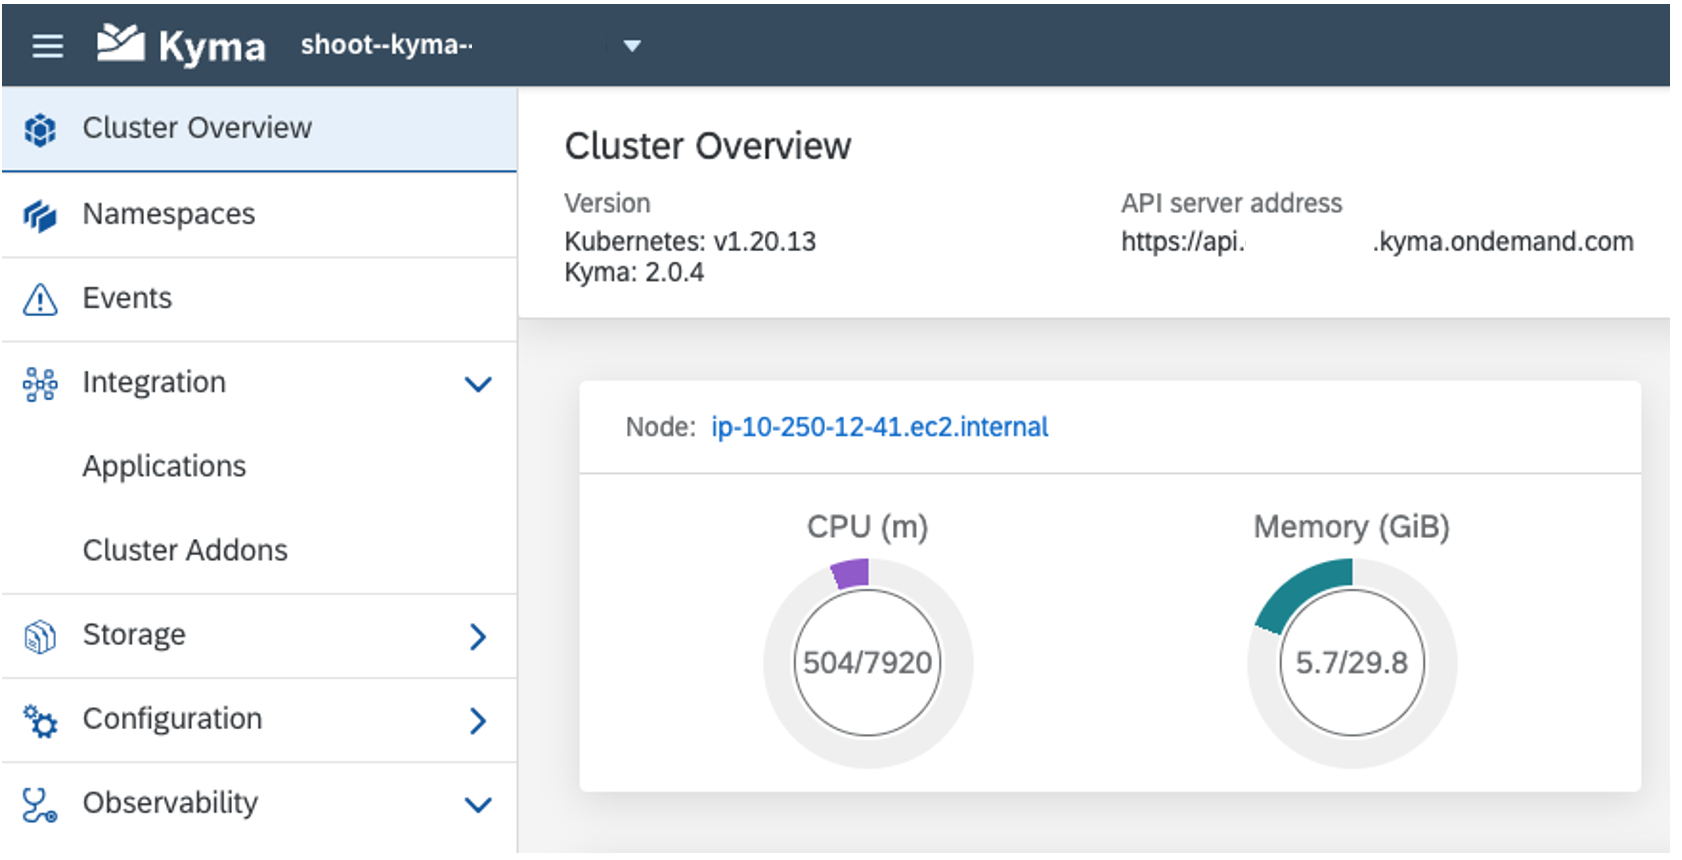 Kyma shoot--kyma--
Cluster Overview
Namespaces
Events
Integration
Applications
Cluster Addons
Storage
Configuration
Observability
Cluster Overview
Version
Kubernetes: v1.20.13
Kyma: 2.0.4
API server address
https://api. .kyma.ondemand.com
Node: ip-10-250-12-41.ec2.internal
CPU (m)
504/7920
Memory (GiB)
5.7/29.8